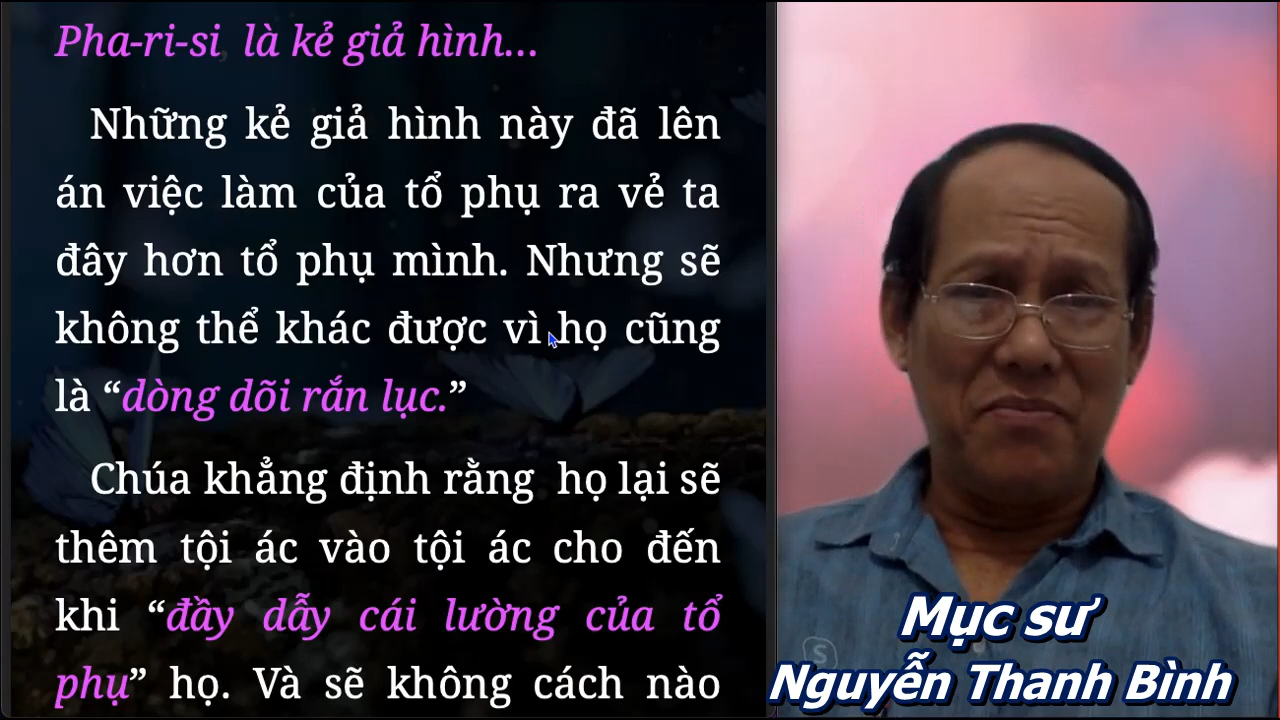 Pha-ri-si là kẻ giả hình...
Những kẻ giả hình này đã lên
án việc làm của tổ phụ ra vẻ ta
đây hơn tổ phụ mình. Nhưng sẽ
không thể khác được vì họ cũng
là “dòng dõi rắn lục.”
Chúa khẳng định rằng họ lại sẽ
thêm tội ác vào tội ác cho đến
khi “đầy dẫy cái lường của tổ
phụ” họ. Và sẽ không cách nào
Mục sư
Nguyễn Thanh Bình